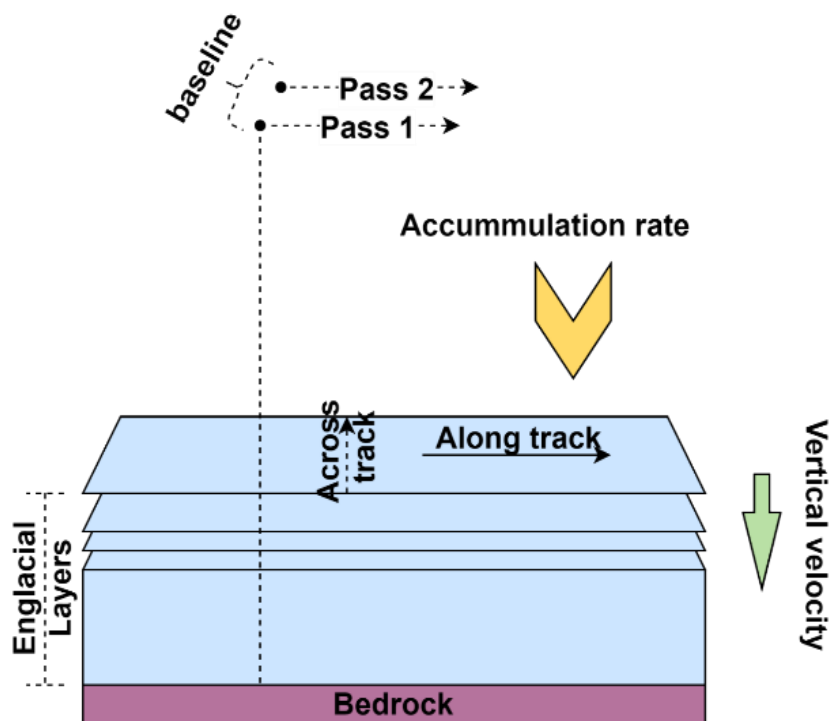 baseline
Pass 2
Pass 1
Accummulation rate
Across
track
Along track
Vertical velocity
Englacial
Layers
Bedrock